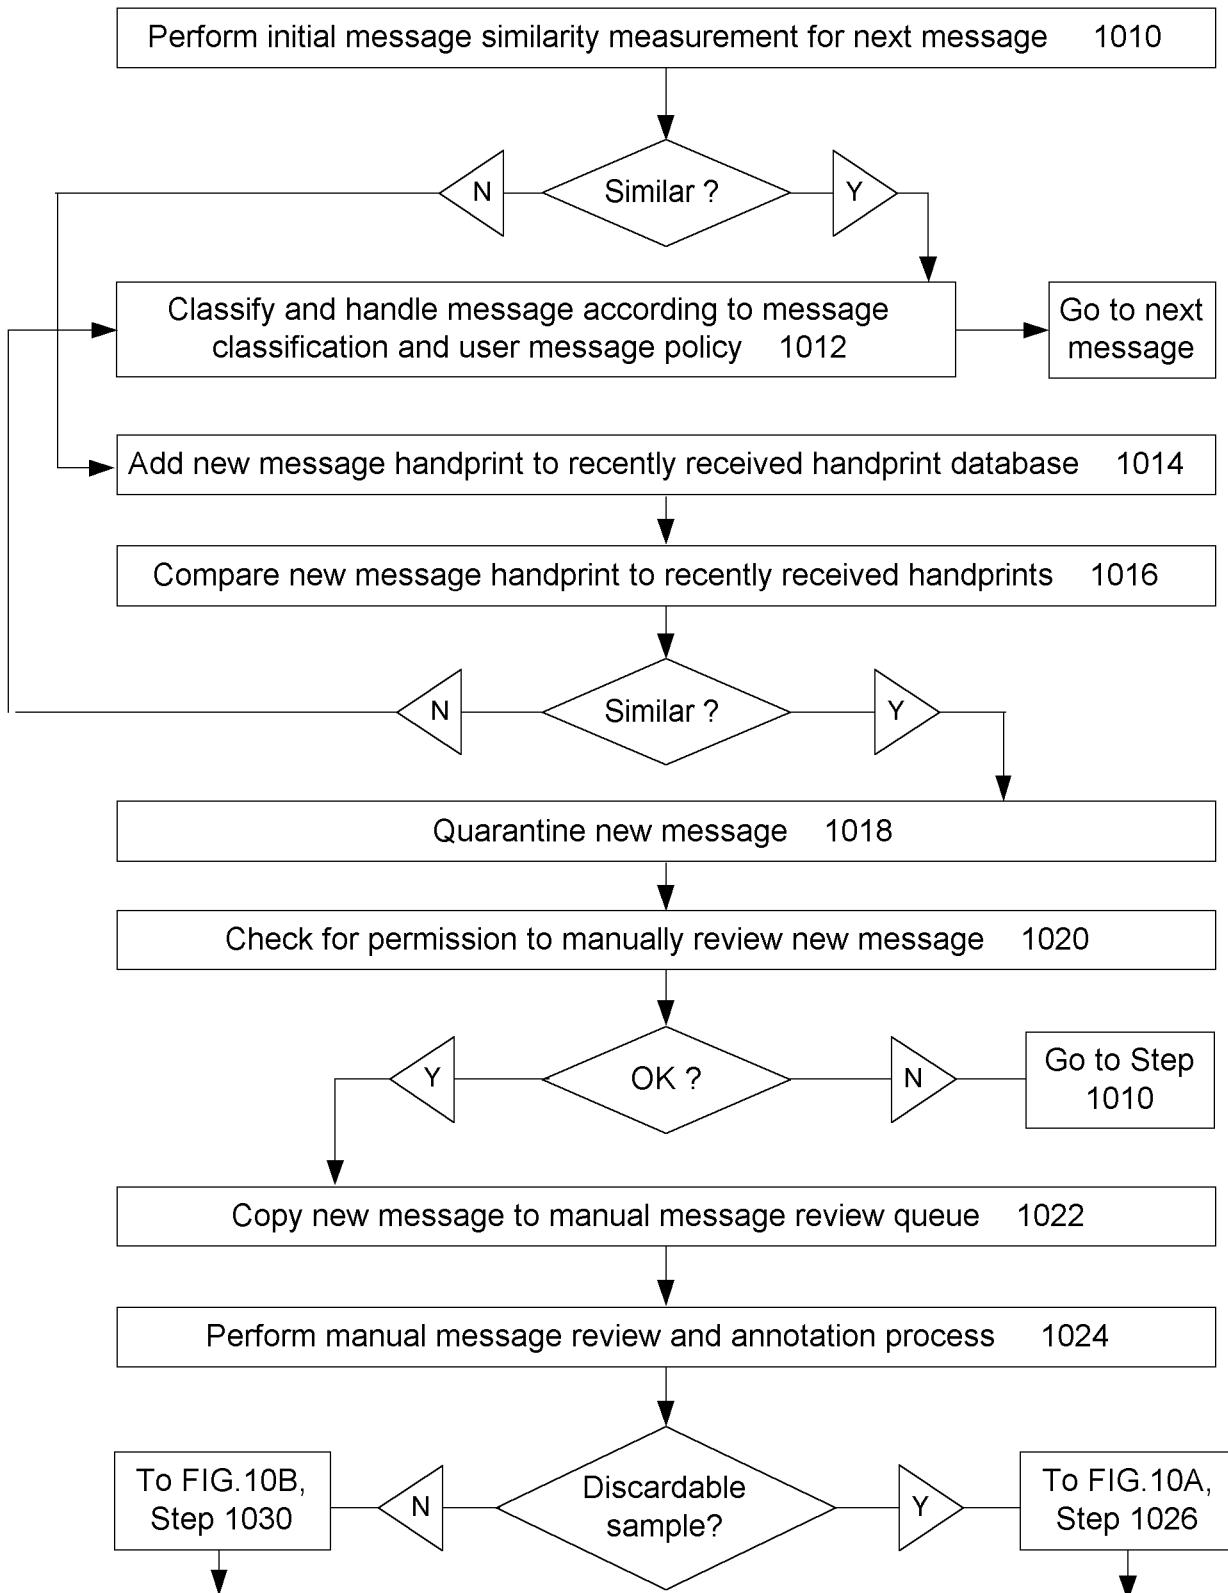 Perform initial message similarity measurement for next message 1010
N
Similar ?
Y
Classify and handle message according to message
classification and user message policy 1012
Go to next
message
Add new message handprint to recently received handprint database 1014
Compare new message handprint to recently received handprints 1016
N
Similar ?
Y
Quarantine new message 1018
Check for permission to manually review new message 1020
Y
OK ?
N
Go to Step
1010
Copy new message to manual message review queue 1022
Perform manual message review and annotation process 1024
To FIG.10B,
Step 1030
N
Discardable
sample?
Y
To FIG.10A,
Step 1026